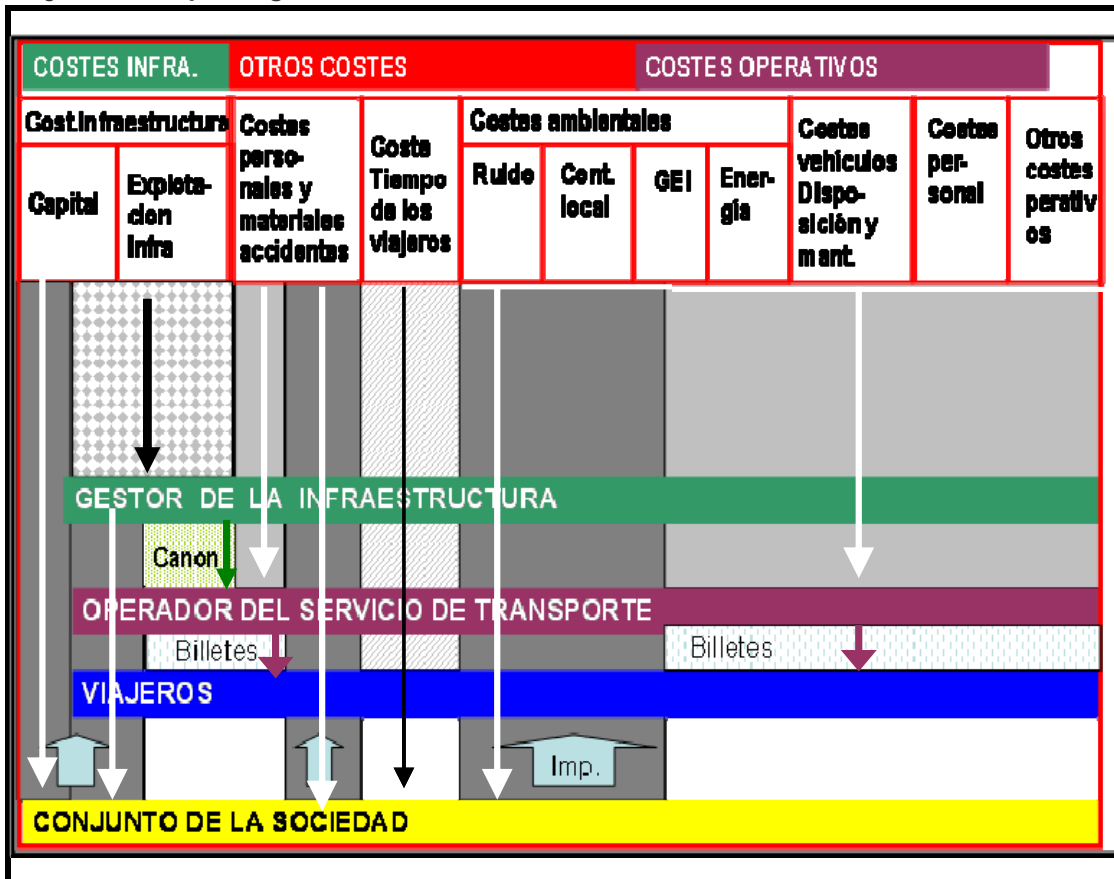 COSTES INFRA.
OTROS COSTES
COSTES OPERATIVOS
Cost.Infraestructura
Capital
Explota-
cion
Infra
Costes
perso-
nales y
materiales
accidentes
Coste
Tiempo
de los
viajeros
Costes ambientales
Ruido
Cont.
local
GEI
Ener-
gía
Costes
vehículos
Dispo-
sición y
mant.
Costes
per-
sonal
Otros
costes
perativ
os
GESTOR DE LA INFRAESTRUCTURA
Canon
OPERADOR DEL SERVICIO DE TRANSPORTE
Billetes
Billetes
VIAJEROS
Imp.
CONJUNTO DE LA SOCIEDAD